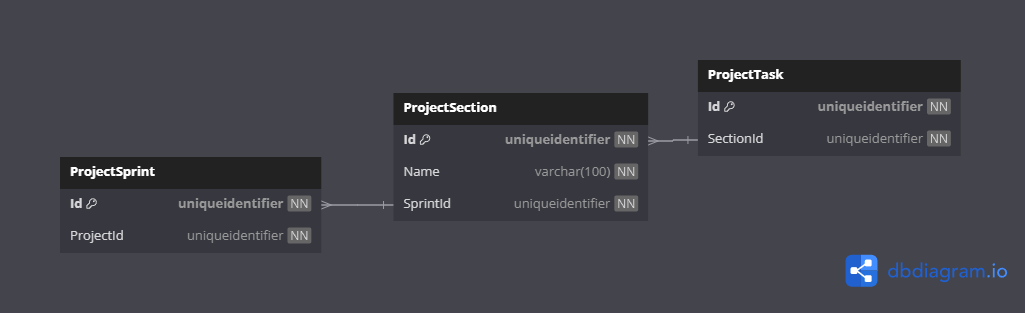 ProjectSprint
Id uniqueidentifier NN
ProjectId uniqueidentifier NN
ProjectSection
Id uniqueidentifier NN
Name varchar(100) NN
SprintId uniqueidentifier NN
ProjectTask
Id uniqueidentifier NN
SectionId uniqueidentifier NN
dbdiagram.io